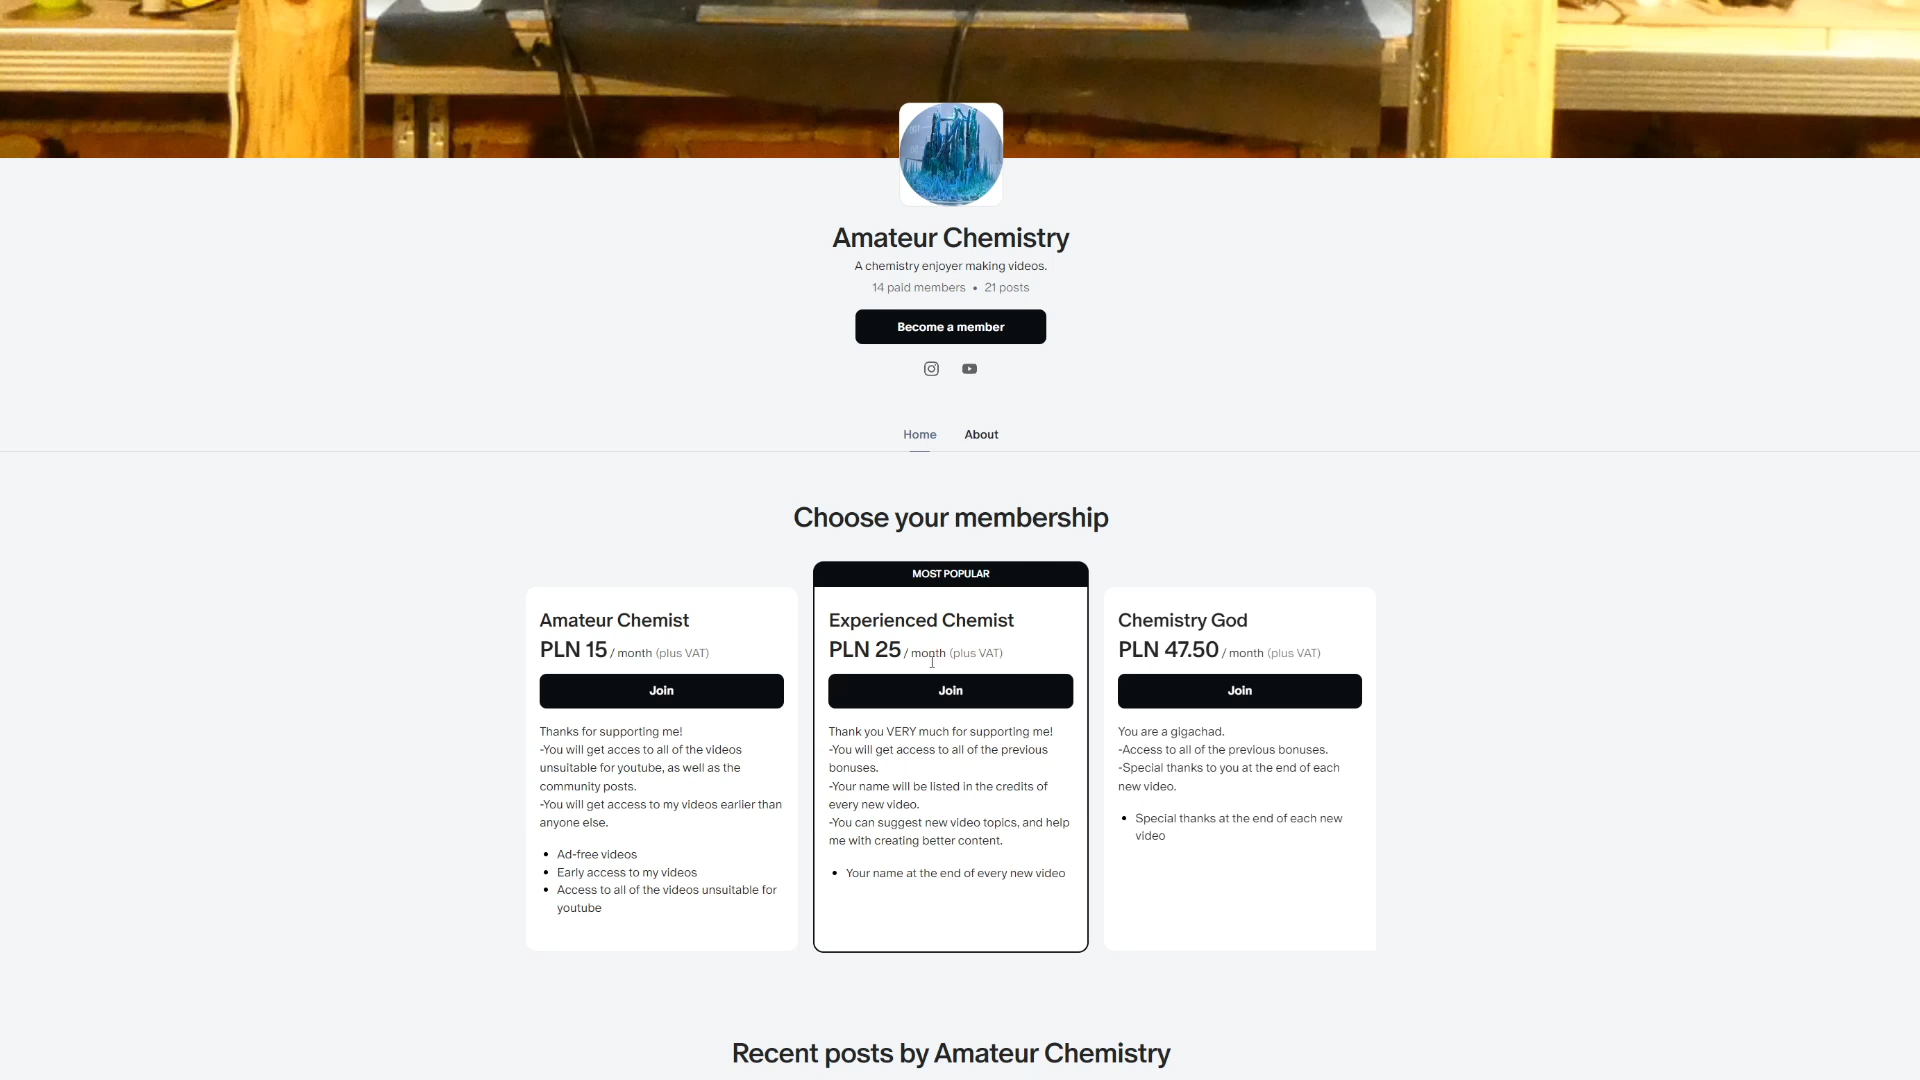 Amateur Chemistry
A chemistry enjoyer making videos.
14 paid members • 21 posts
Become a member
Home About
Choose your membership
MOST POPULAR
Amateur Chemist
PLN 15 / month (plus VAT)
Join
Thanks for supporting me!
-You will get acces to all of the videos
unsuitable for youtube, as well as the
community posts.
-You will get access to my videos earlier than
anyone else.
• Ad-free videos
• Early access to my videos
• Access to all of the videos unsuitable for
youtube
Experienced Chemist
PLN 25 / month (plus VAT)
Join
Thank you VERY much for supporting me!
-You will get access to all of the previous
bonuses.
-Your name will be listed in the credits of
every new video.
-You can suggest new video topics, and help
me with creating better content.
• Your name at the end of every new video
Chemistry God
PLN 47.50 / month (plus VAT)
Join
You are a gigachad.
-Access to all of the previous bonuses.
-Special thanks to you at the end of each
new video.
• Special thanks at the end of each new
video
Recent posts by Amateur Chemistry